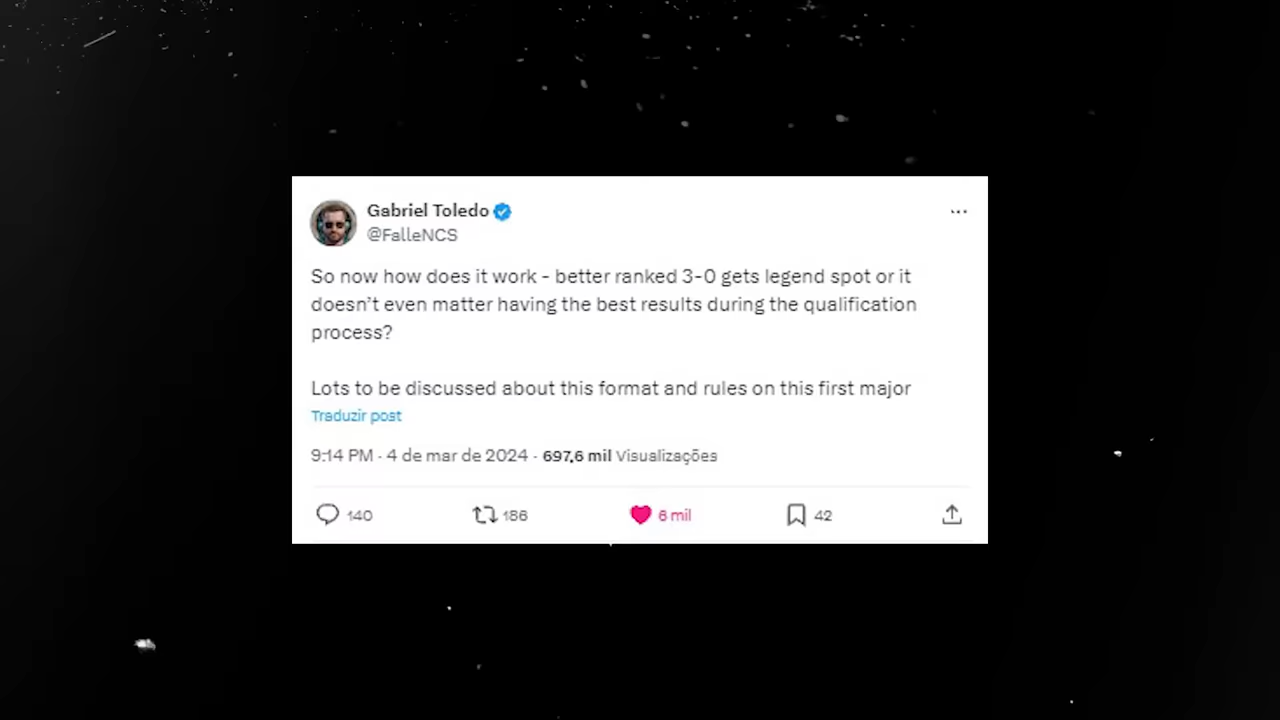 Gabriel Toledo
@FalleNCS
So now how does it work - better ranked 3-0 gets legend spot or it
doesn't even matter having the best results during the qualification
process?
Lots to be discussed about this format and rules on this first major
Traduzir post
9:14 PM · 4 de mar de 2024 · 697,6 mil Visualizações
140 186 6 mil 42